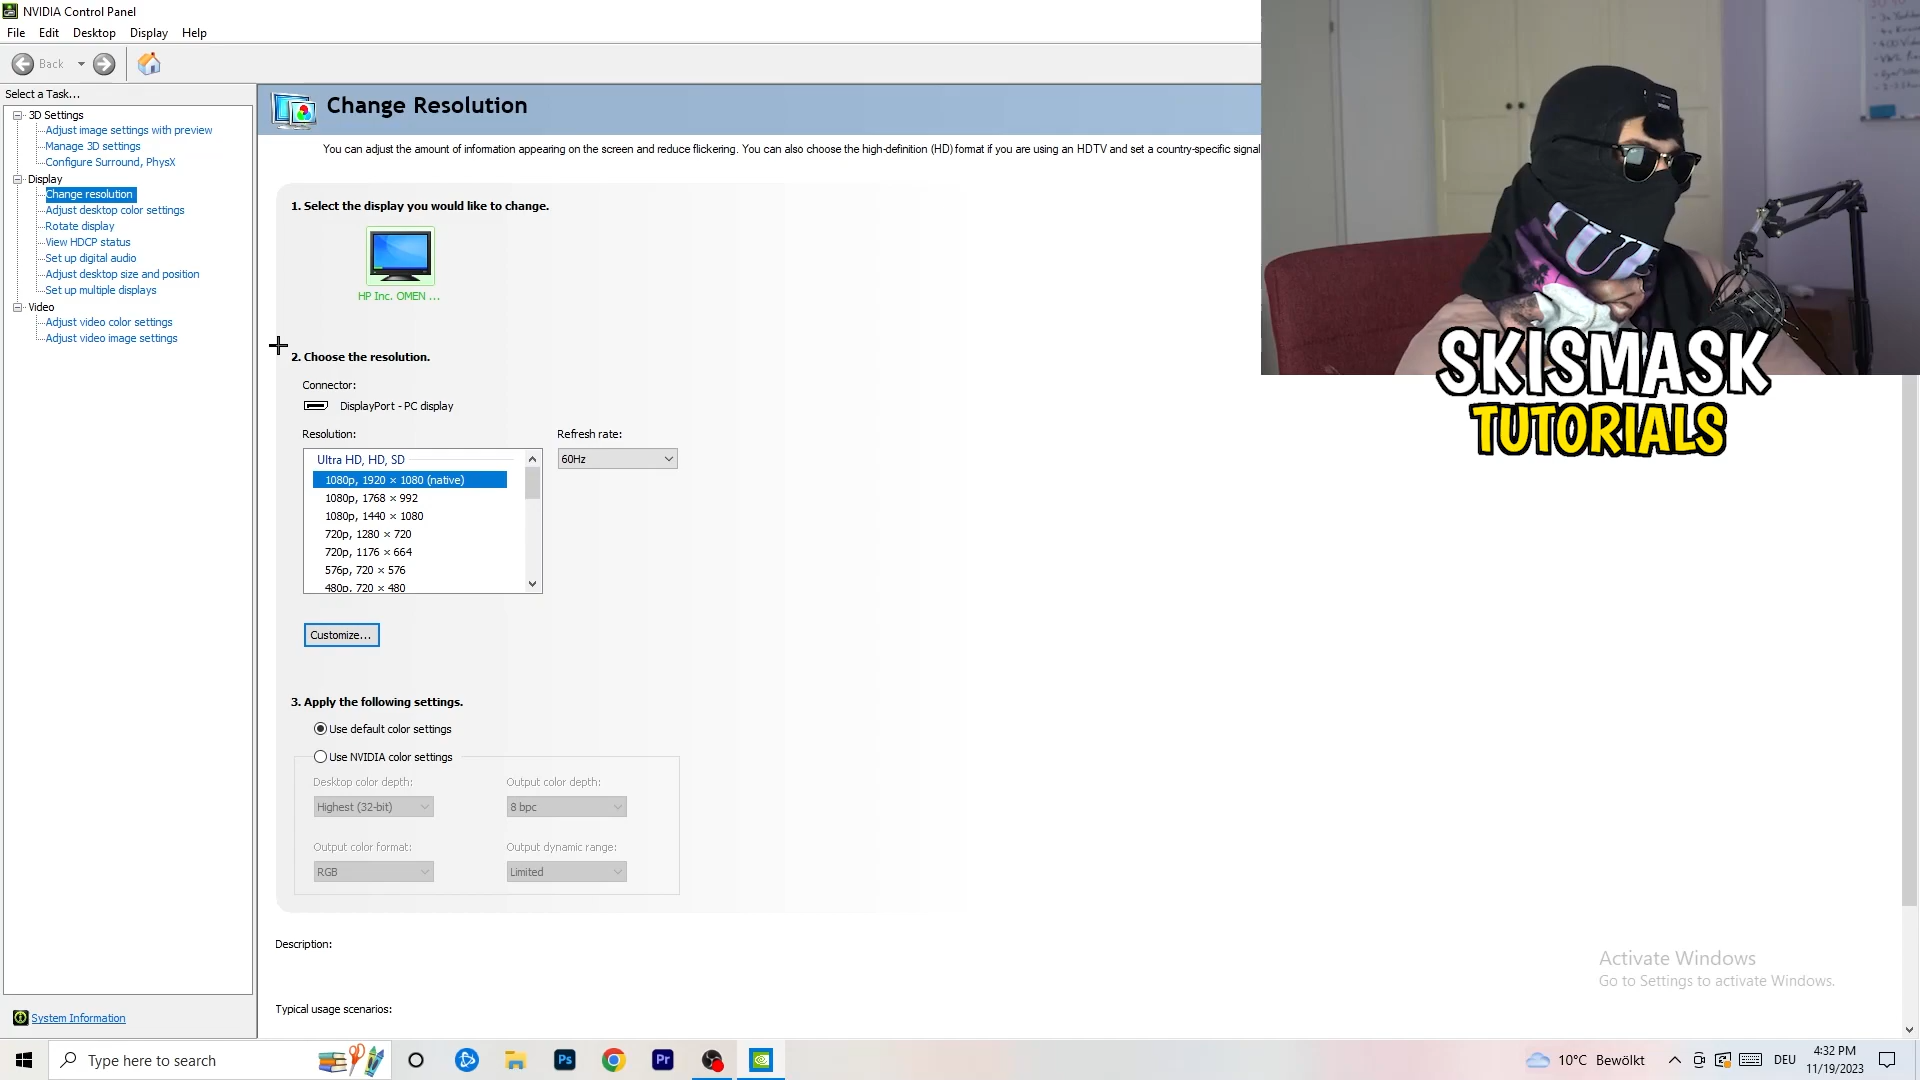 NVIDIA Control Panel
File Edit Desktop Display Help
Back
Select a Task...
3D Settings
Adjust image settings with preview
Manage 3D settings
Configure Surround, PhysX
Display
Change resolution
Adjust desktop color settings
Rotate display
View HDCP status
Set up digital audio
Adjust desktop size and position
Set up multiple displays
Video
Adjust video color settings
Adjust video image settings
System Information
Change Resolution
You can adjust the amount of information appearing on the screen and reduce flickering. You can also choose the high-definition (HD) format if you are using an HDTV and set a country-specific signal
1. Select the display you would like to change.
HP Inc. OMEN ...
2. Choose the resolution.
Connector:
DisplayPort - PC display
Resolution:
Refresh rate:
Ultra HD, HD, SD
60Hz
1080p, 1920 × 1080 (native)
1080p, 1768 × 992
1080p, 1440 × 1080
720p, 1280 × 720
720p, 1176 × 664
576p, 720 × 576
480p, 720 × 480
Customize...
3. Apply the following settings.
Use default color settings
Use NVIDIA color settings
Desktop color depth:
Output color depth:
Highest (32-bit)
8 bpc
Output color format:
Output dynamic range:
RGB
Limited
Description:
Typical usage scenarios:
SKISMASK
TUTORIALS
Activate Windows
Go to Settings to activate Windows.
Type here to search
Ps
Pr
10°C Bewölkt
DEU
4:32 PM
11/19/2023